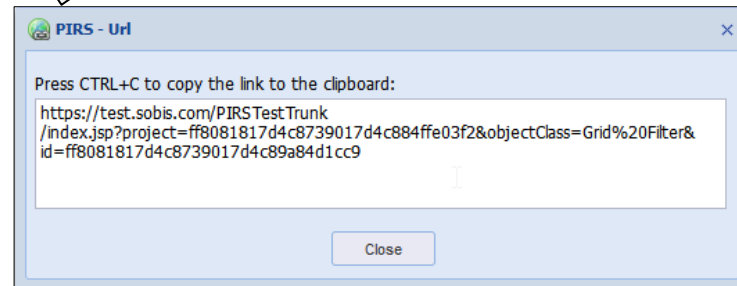 PIRS - Url
Press CTRL+C to copy the link to the clipboard:
https://test.sobis.com/PIRSTestTrunk
/index.jsp?project=ff8081817d4c8739017d4c884ffe03f2&objectClass=Grid%20Filter&
id=ff8081817d4c8739017d4c89a84d1cc9
Close